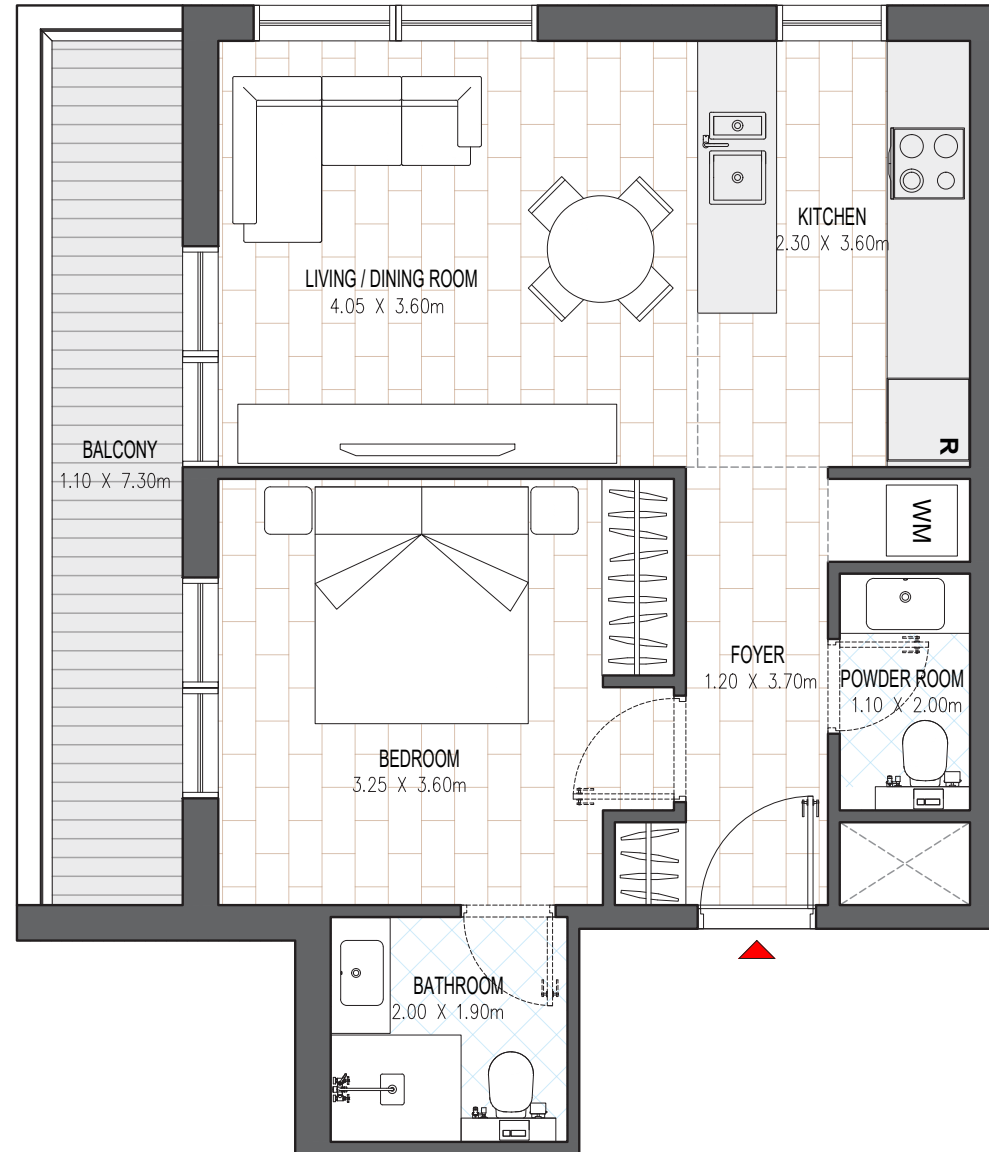 KITCHEN
2.30 X 3.60m
LIVING / DINING ROOM
4.05 X 3.60m
BALCONY
1.10 X 7.30m
R
WM
FOYER
1.20 X 3.70m
POWDER ROOM
1.10 X 2.00m
BEDROOM
3.25 X 3.60m
BATHROOM
2.00 X 1.90m